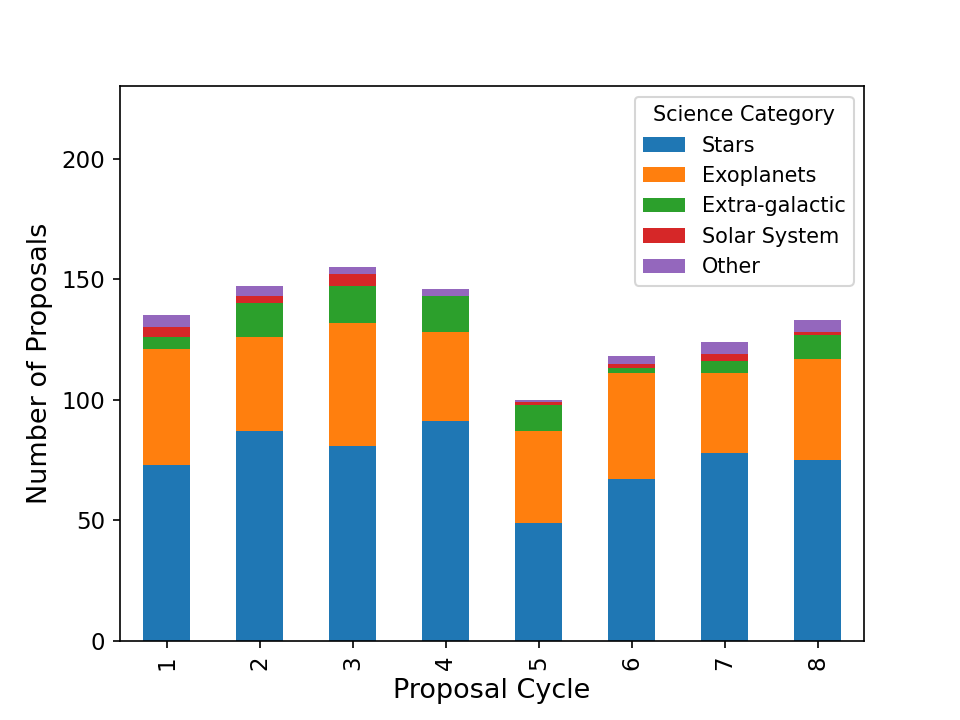 Science Category
Stars
Exoplanets
Extra-galactic
Solar System
Other
Number of Proposals
200
150
100
50
0
1 2 3 4 5 6 7 8
Proposal Cycle